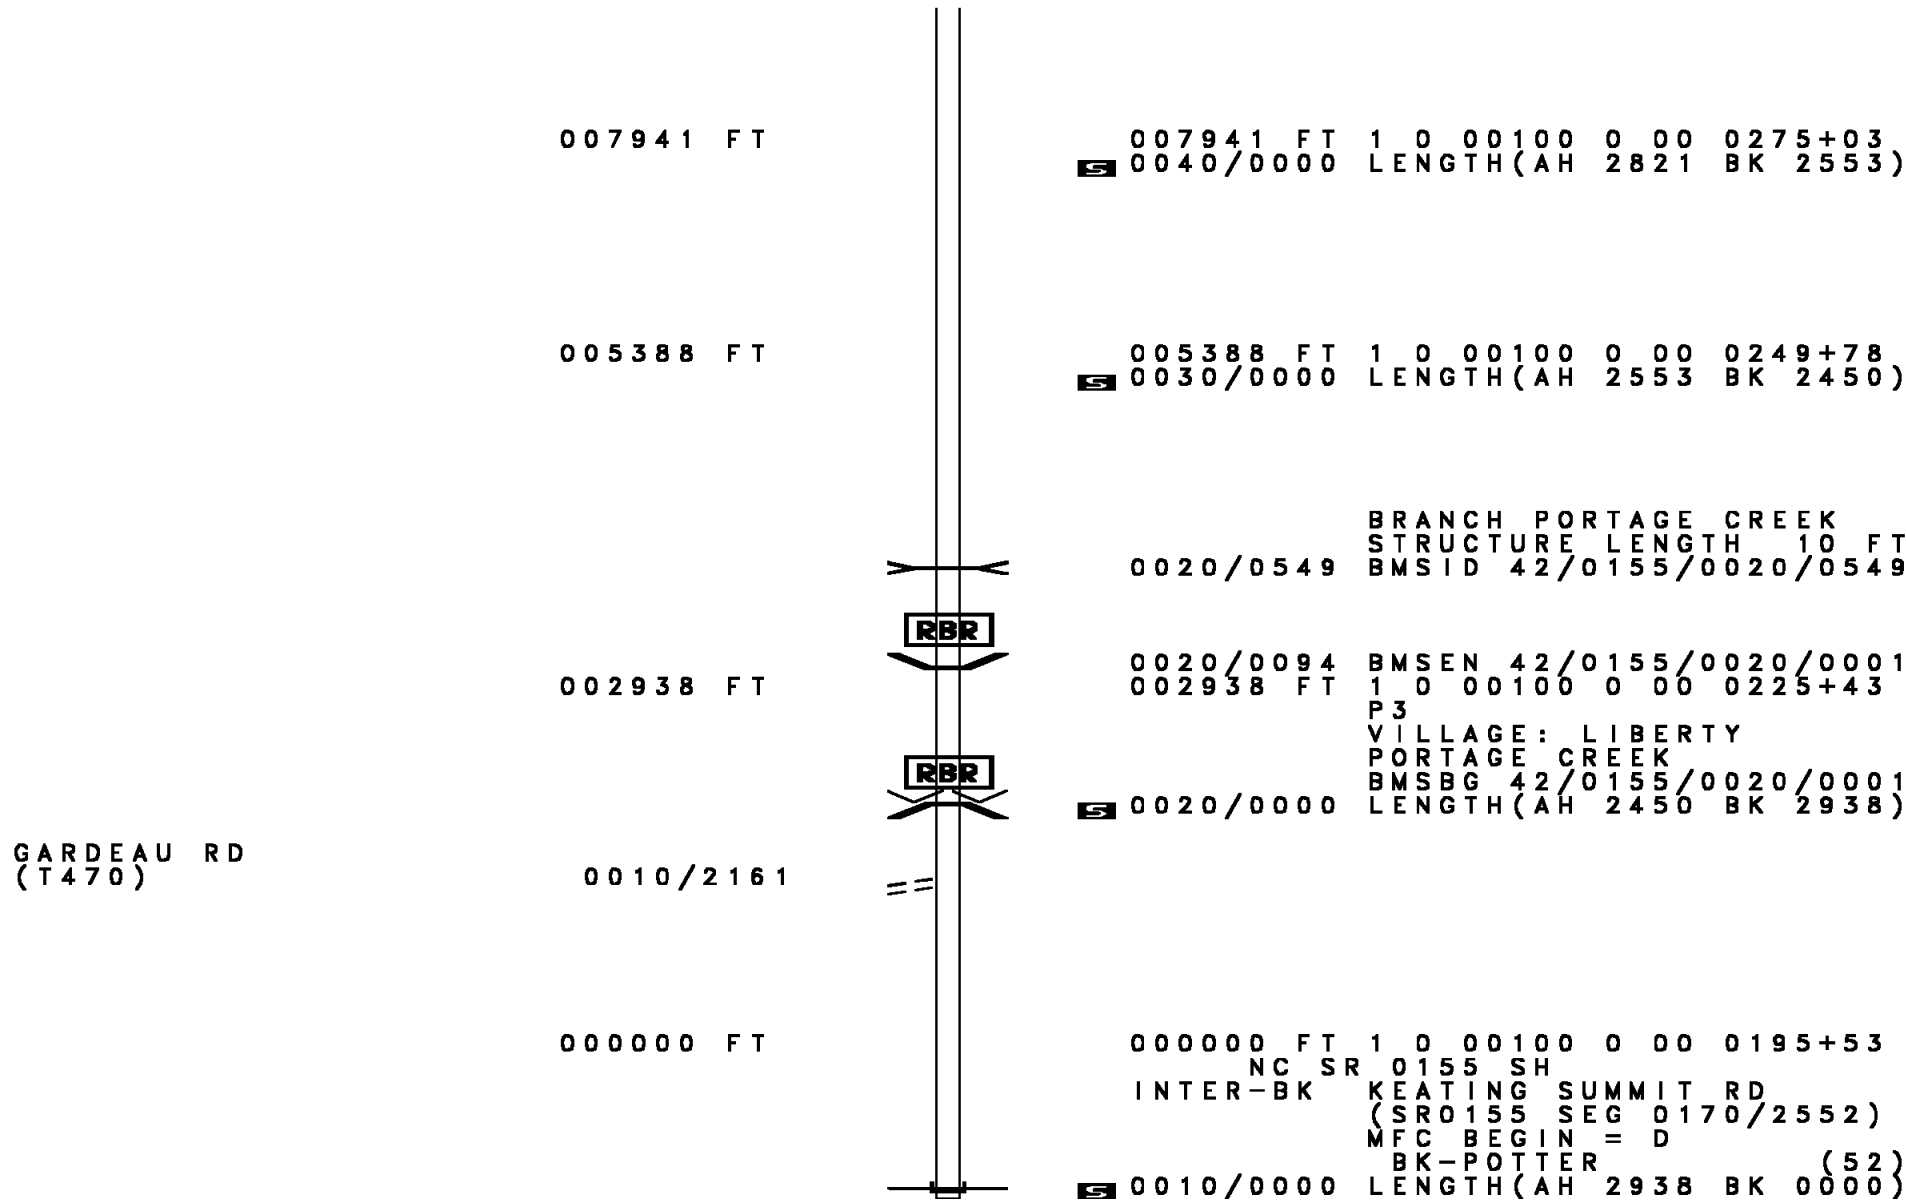 007941 FT 007941 FT 1 0 00100 0 00 0275+03
S 0040/0000 LENGTH(AH 2821 BK 2553)
005388 FT 005388 FT 1 0 00100 0 00 0249+78
S 0030/0000 LENGTH(AH 2553 BK 2450)
BRANCH PORTAGE CREEK
STRUCTURE LENGTH 10 FT
0020/0549 BMSID 42/0155/0020/0549
RBR
0020/0094 BMSEN 42/0155/0020/0001
002938 FT 002938 FT 1 0 00100 0 00 0225+43
P3
VILLAGE: LIBERTY
PORTAGE CREEK
RBR
BMSBG 42/0155/0020/0001
S 0020/0000 LENGTH(AH 2450 BK 2938)
GARDEAU RD
(T470) 0010/2161
000000 FT 000000 FT 1 0 00100 0 00 0195+53
NC SR 0155 SH
INTER-BK KEATING SUMMIT RD
(SR0155 SEG 0170/2552)
MFC BEGIN = D
BK-POTTER (52)
S 0010/0000 LENGTH(AH 2938 BK 0000)